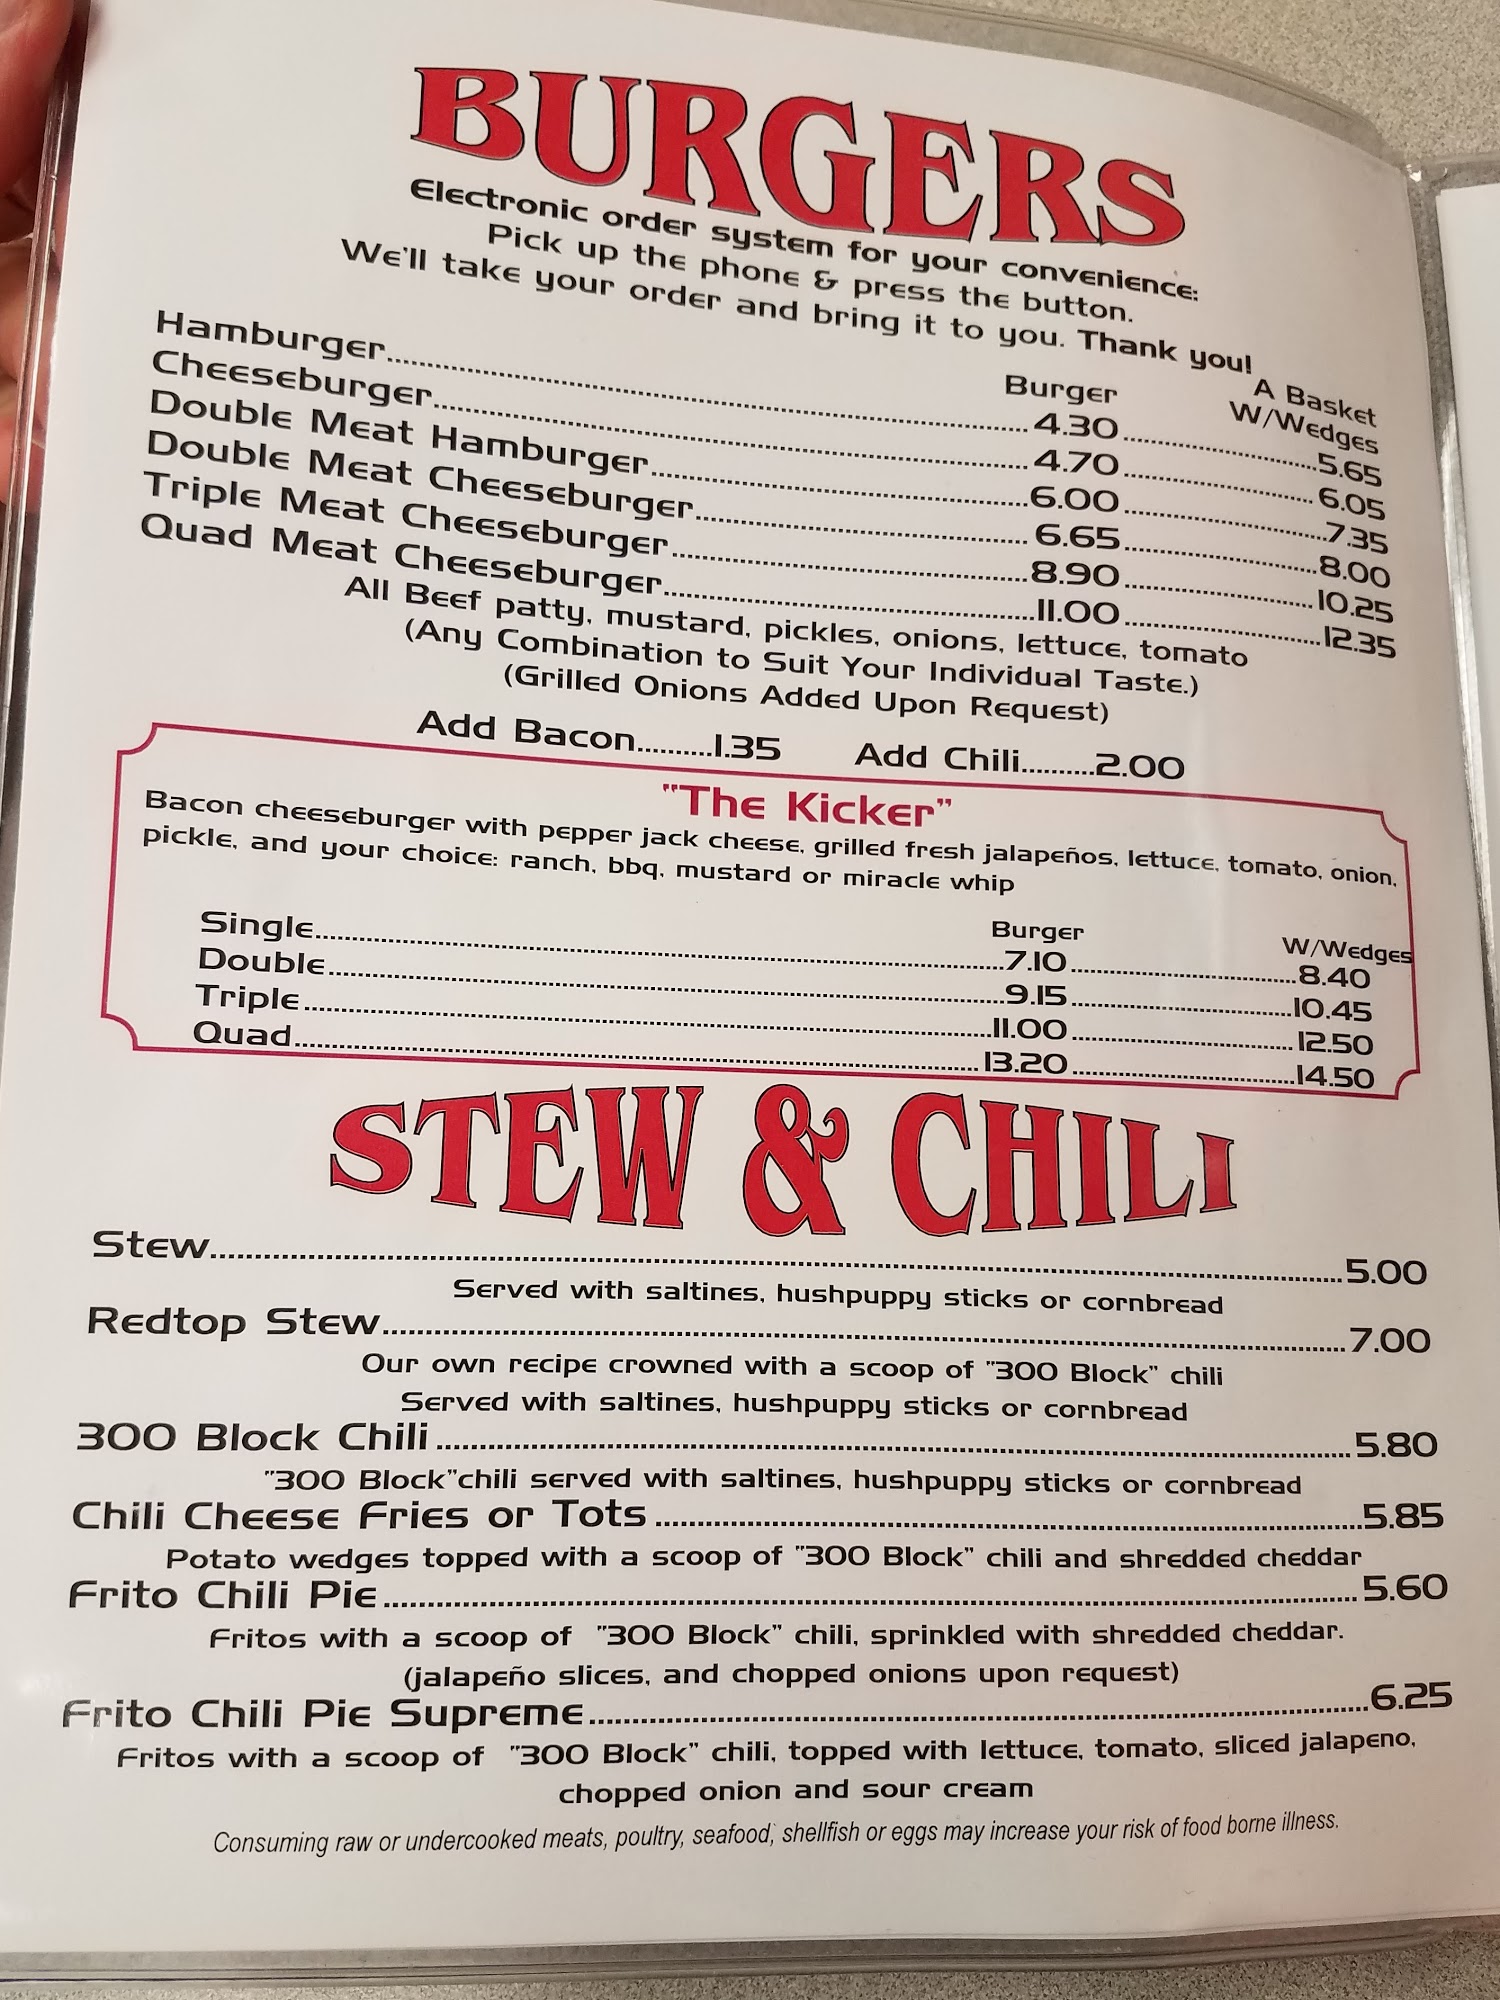 BURGERS
Electronic order system for your convenience:
Pick up the phone & press the button.
We'll take your order and bring it to you. Thank you!
Burger A Basket W/Wedges
Hamburger 4.30 5.65
Cheeseburger 4.70 6.05
Double Meat Hamburger 6.00 7.35
Double Meat Cheeseburger 6.65 8.00
Triple Meat Cheeseburger 8.90 10.25
Quad Meat Cheeseburger 11.00 12.35
All Beef patty, mustard, pickles, onions, lettuce, tomato
(Any Combination to Suit Your Individual Taste.)
(Grilled Onions Added Upon Request)
Add Bacon..........1.35 Add Chili..........2.00
"The Kicker"
Bacon cheeseburger with pepper jack cheese, grilled fresh jalapeños, lettuce, tomato, onion,
pickle, and your choice: ranch, bbq, mustard or miracle whip
Burger W/Wedges
Single 7.10 8.40
Double 9.15 10.45
Triple 11.00 12.50
Quad 13.20 14.50
STEW & CHILI
Stew 5.00
Served with saltines, hushpuppy sticks or cornbread
Redtop Stew 7.00
Our own recipe crowned with a scoop of "300 Block" chili
Served with saltines, hushpuppy sticks or cornbread
300 Block Chili 5.80
"300 Block"chili served with saltines, hushpuppy sticks or cornbread
Chili Cheese Fries or Tots 5.85
Potato wedges topped with a scoop of "300 Block" chili and shredded cheddar
Frito Chili Pie 5.60
Fritos with a scoop of "300 Block" chili, sprinkled with shredded cheddar.
(jalapeño slices, and chopped onions upon request)
Frito Chili Pie Supreme 6.25
Fritos with a scoop of "300 Block" chili, topped with lettuce, tomato, sliced jalapeno,
chopped onion and sour cream
Consuming raw or undercooked meats, poultry, seafood, shellfish or eggs may increase your risk of food borne illness.